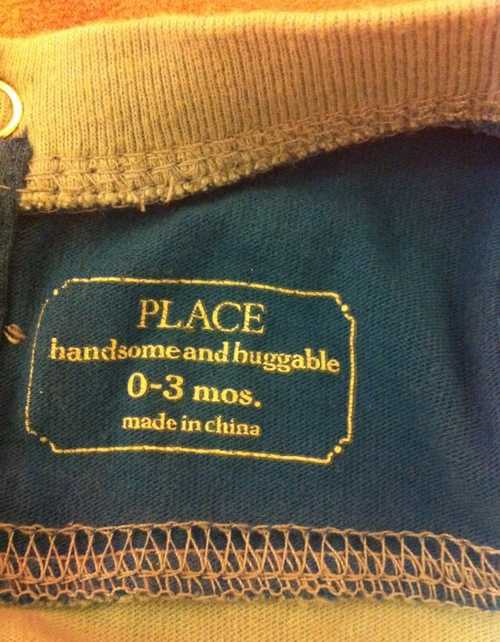 PLACE
handsome and huggable
0-3 mos.
made in china